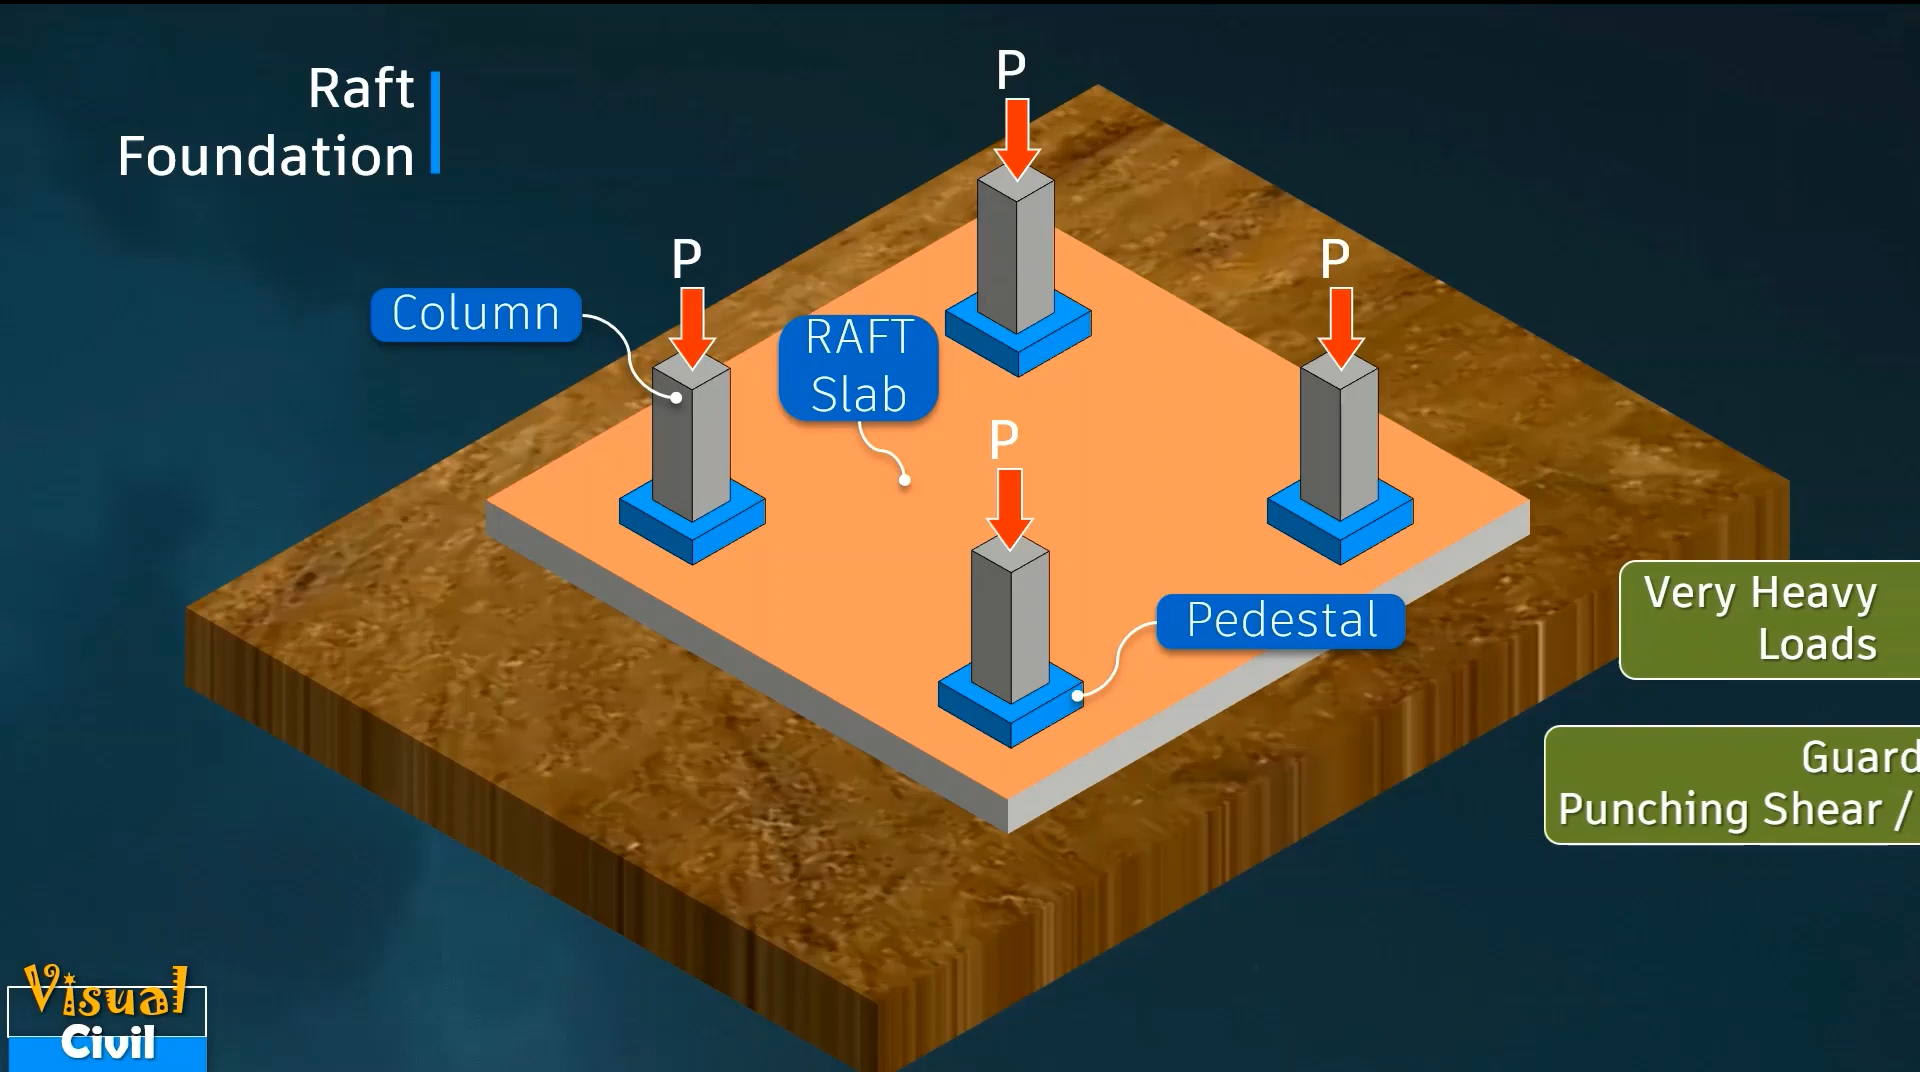 Raft
Foundation
P
P
P
Column
RAFT
Slab
P
Pedestal
Very Heavy
Loads
Guard
Punching Shear /
Visual
Civil